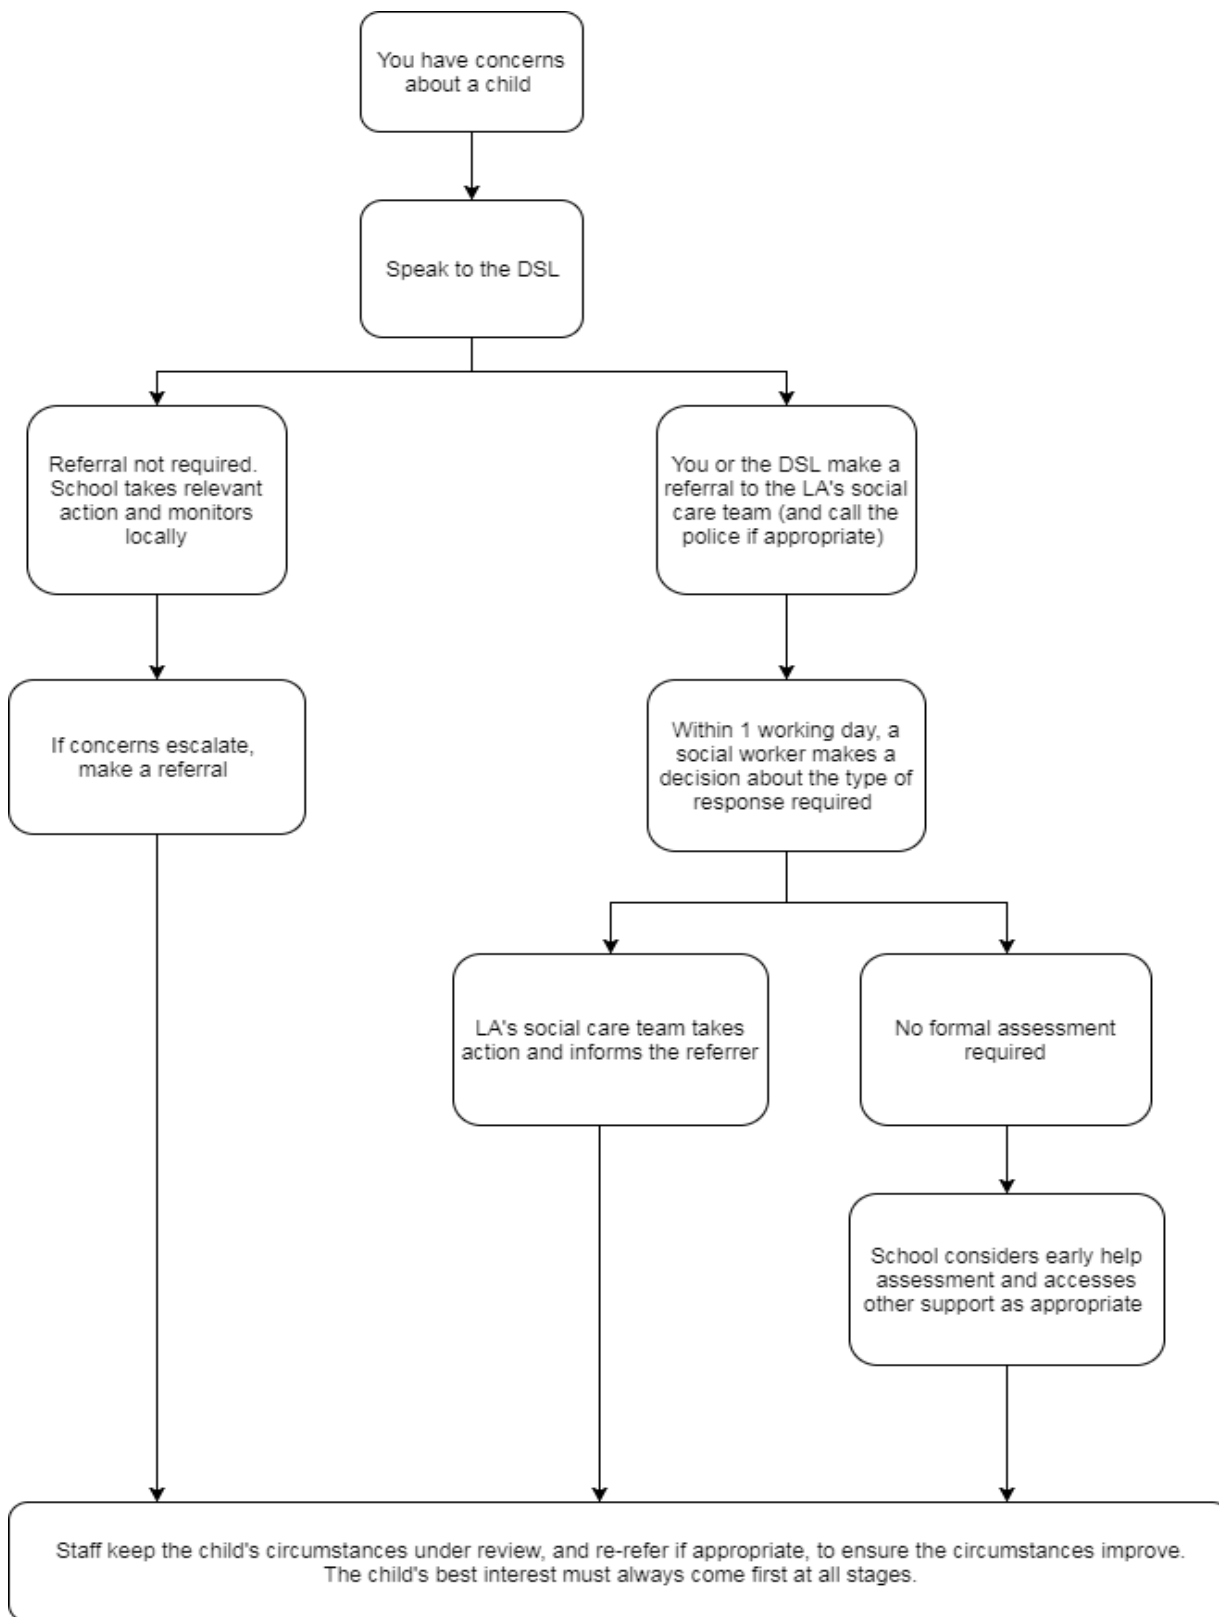 You have concerns
about a child
Speak to the DSL
Referral not required.
School takes relevant
action and monitors
locally
You or the DSL make a
referral to the LA's social
care team (and call the
police if appropriate)
If concerns escalate,
make a referral
Within 1 working day, a
social worker makes a
decision about the type of
response required
LA's social care team takes
action and informs the referrer
No formal assessment
required
School considers early help
assessment and accesses
other support as appropriate
Staff keep the child's circumstances under review, and re-refer if appropriate, to ensure the circumstances improve.
The child's best interest must always come first at all stages.